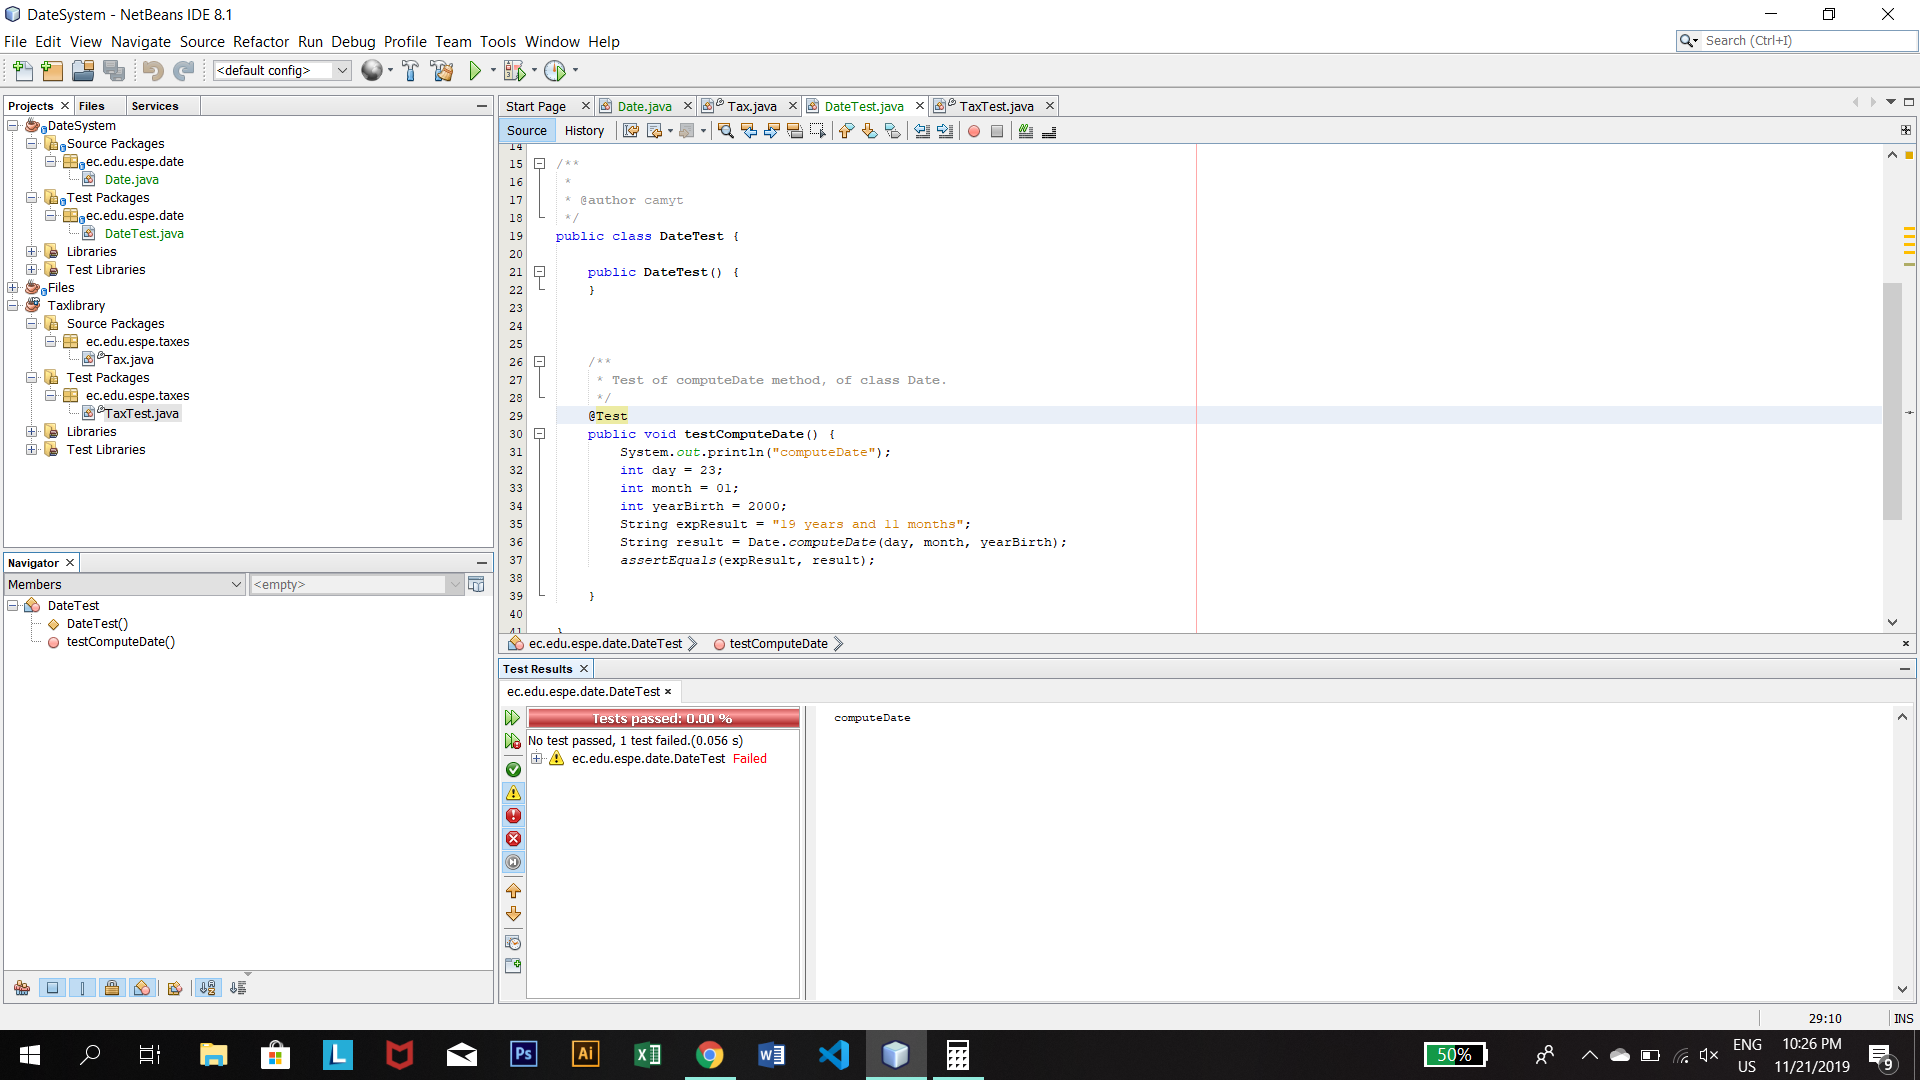 DateSystem - NetBeans IDE 8.1
File Edit View Navigate Source Refactor Run Debug Profile Team Tools Window Help
Search (Ctrl+I)
<default config>
Projects Files Services
DateSystem
Source Packages
ec.edu.espe.date
Date.java
Test Packages
ec.edu.espe.date
DateTest.java
Libraries
Test Libraries
Files
Taxlibrary
Source Packages
ec.edu.espe.taxes
Tax.java
Test Packages
ec.edu.espe.taxes
TaxTest.java
Libraries
Test Libraries
Navigator
Members <empty>
DateTest
DateTest()
testComputeDate()
Start Page Date.java Tax.java DateTest.java TaxTest.java
Source History
14
15 /**
16 *
17 * @author camyt
18 */
19 public class DateTest {
20
21 public DateTest() {
22 }
23
24
25
26 /**
27 * Test of computeDate method, of class Date.
28 */
29 @Test
30 public void testComputeDate() {
31 System.out.println("computeDate");
32 int day = 23;
33 int month = 01;
34 int yearBirth = 2000;
35 String expResult = "19 years and 11 months";
36 String result = Date.computeDate(day, month, yearBirth);
37 assertEquals(expResult, result);
38
39 }
40
41 }
ec.edu.espe.date.DateTest testComputeDate
Test Results
ec.edu.espe.date.DateTest
Tests passed: 0.00 %
No test passed, 1 test failed.(0.056 s)
ec.edu.espe.date.DateTest Failed
computeDate
29:10 INS
L
Ps
Ai
50%
ENG
US
10:26 PM
11/21/2019
9